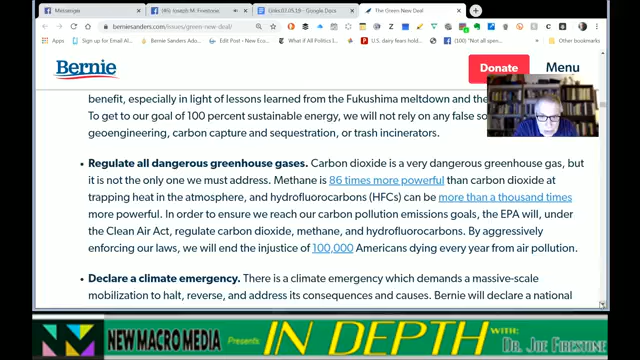 Metaanigix
(48) Joseph M. Firestone
Links 03.05.19 - Google Docs
The Green New Deal
berniesanders.com/issues/green-new-deal/
Apps
Suggested Sites
Sign up for Email Al
Edit Post ‹ New Eco
What if All Politics I
U.S. dairy fears hold
(100) "Not all spen
Other bookmarks
Bernie
Donate
Menu
benefit, especially in light of lessons learned from the Fukushima meltdown and the
To get to our goal of 100 percent sustainable energy, we will not rely on any false so
geoengineering, carbon capture and sequestration, or trash incinerators.
• Regulate all dangerous greenhouse gases. Carbon dioxide is a very dangerous greenhouse gas, but
it is not the only one we must address. Methane is 86 times more powerful than carbon dioxide at
trapping heat in the atmosphere, and hydrofluorocarbons (HFCs) can be more than a thousand times
more powerful. In order to ensure we reach our carbon pollution emissions goals, the EPA will, under
the Clean Air Act, regulate carbon dioxide, methane, and hydrofluorocarbons. By aggressively
enforcing our laws, we will end the injustice of 100,000 Americans dying every year from air pollution.
• Declare a climate emergency. There is a climate emergency which demands a massive-scale
mobilization to halt, reverse, and address its consequences and causes. Bernie will declare a national
NEW MACRO MEDIA Presents IN DEPTH WITH:
DR. JOE FIRESTONE